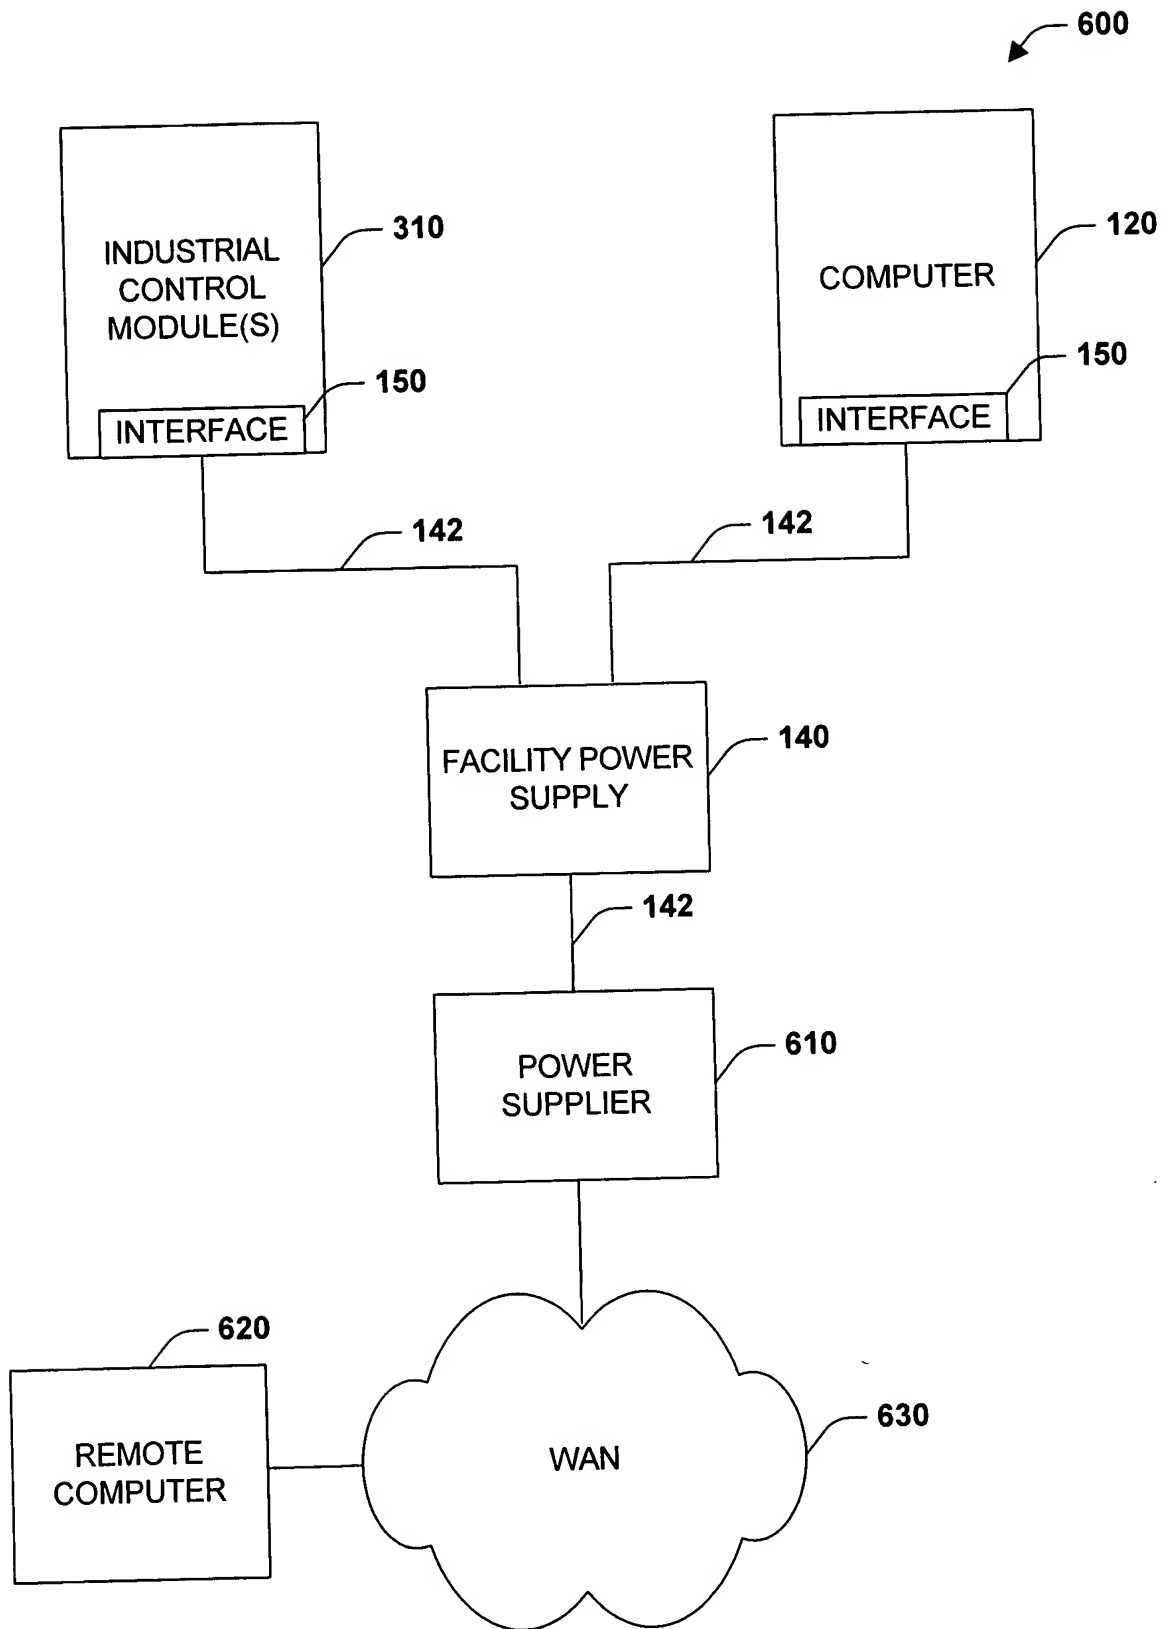 600
INDUSTRIAL
CONTROL
MODULE(S)
310
COMPUTER
120
150
INTERFACE
150
INTERFACE
142
142
FACILITY POWER
SUPPLY
140
142
POWER
SUPPLIER
610
620
REMOTE
COMPUTER
WAN
630